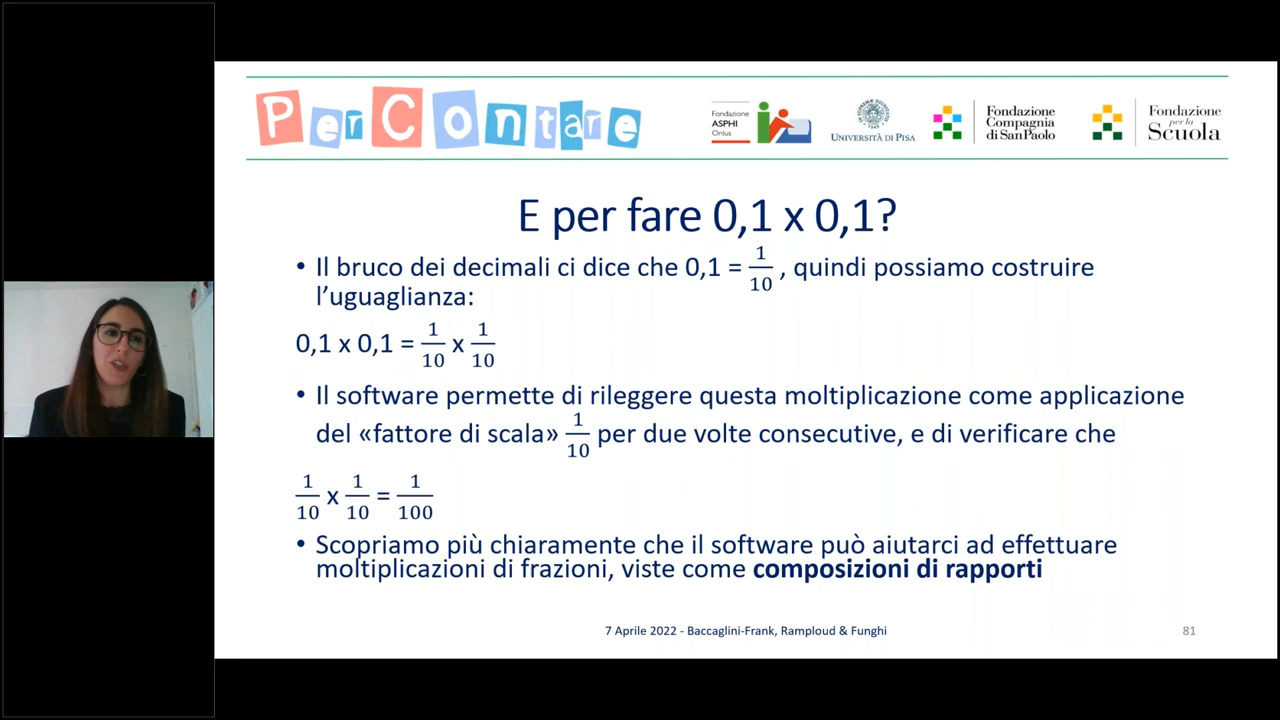 PerContare
Fondazione
ASPHI
Onlus
UNIVERSITÀ DI PISA
Fondazione
Compagnia
di San Paolo
Fondazione
per la
Scuola
E per fare 0,1 x 0,1?
• Il bruco dei decimali ci dice che 0,1 = 1/10 , quindi possiamo costruire
l’uguaglianza:
0,1 x 0,1 = 1/10 x 1/10
• Il software permette di rileggere questa moltiplicazione come applicazione
del «fattore di scala» 1/10 per due volte consecutive, e di verificare che
1/10 x 1/10 = 1/100
• Scopriamo più chiaramente che il software può aiutarci ad effettuare
moltiplicazioni di frazioni, viste come composizioni di rapporti
7 Aprile 2022 - Baccaglini-Frank, Ramploud & Funghi
81